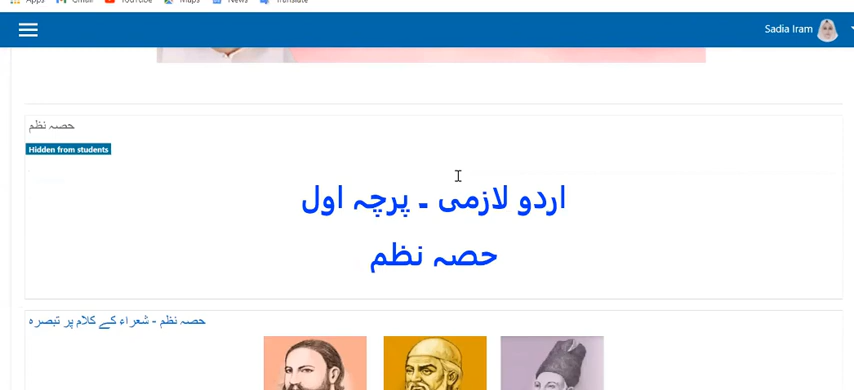 Apps Gmail YouTube Maps News Translate
Sadia Iram
حصہ نظم
Hidden from students
اردو لازمی ۔ پرچہ اول
حصہ نظم
حصہ نظم - شعراء کے کلام پر تبصرہ